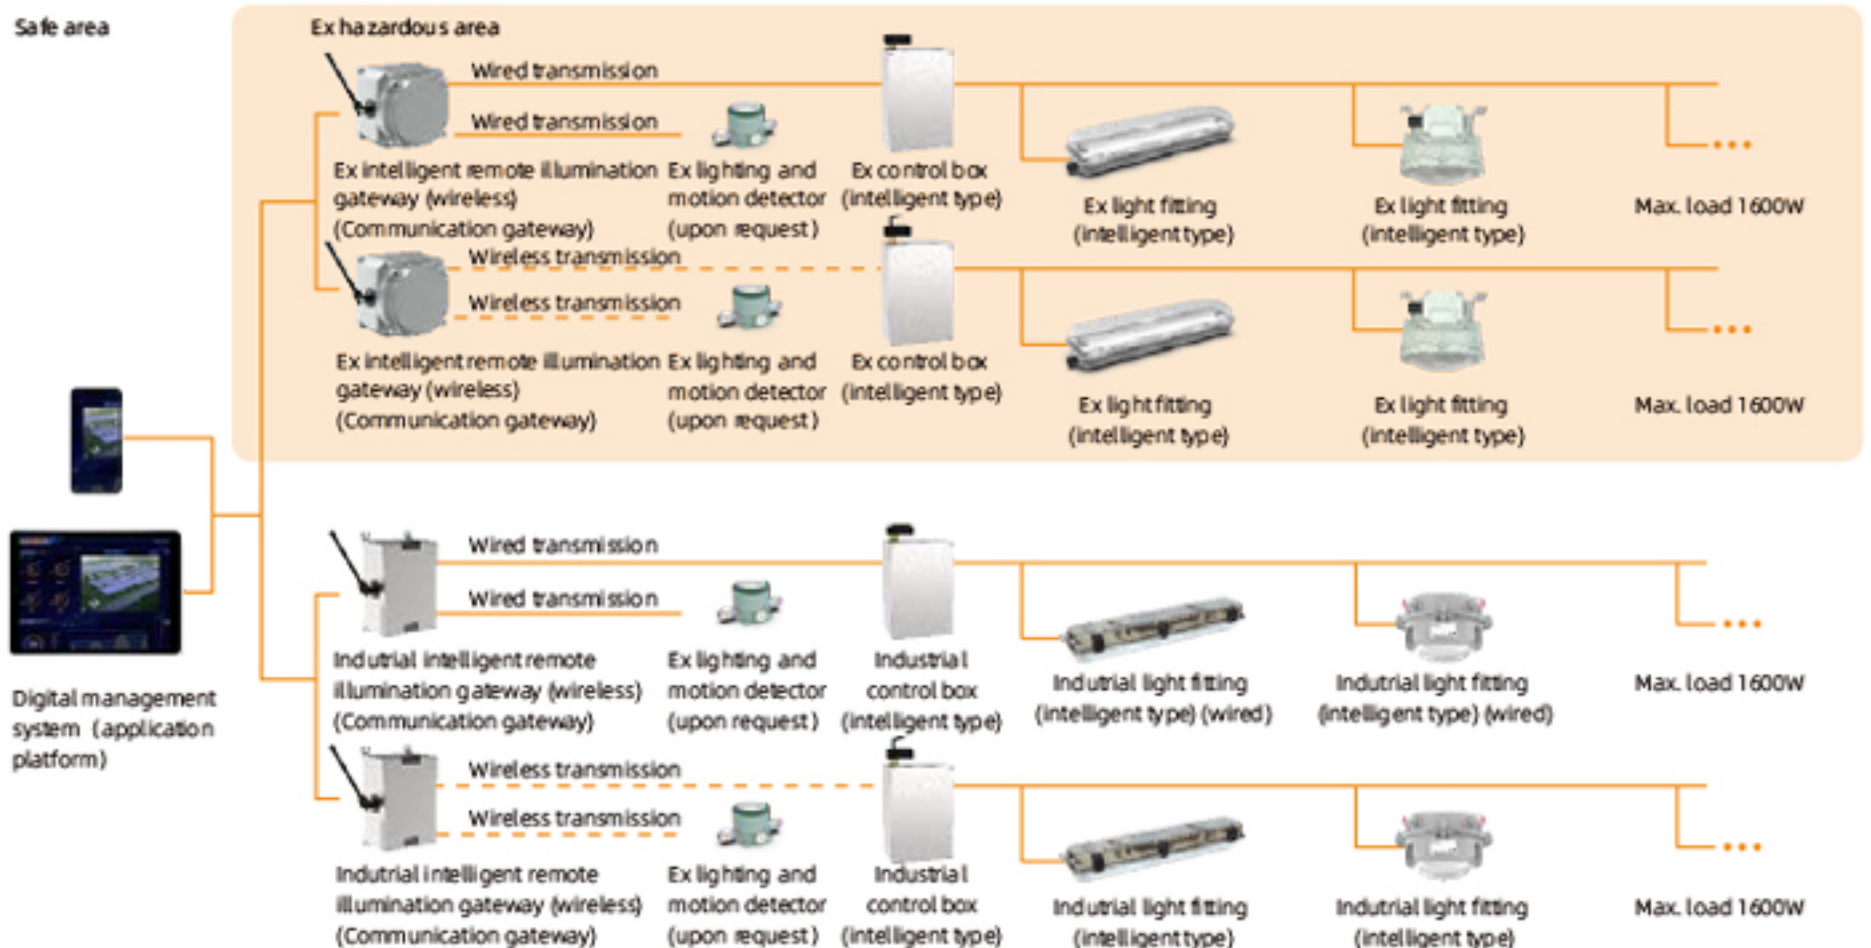 Safe area
Ex hazardous area
Wired transmission
Wired transmission
Ex intelligent remote illumination
gateway (wireless)
(Communication gateway)
Ex lighting and
motion detector
(upon request)
Ex control box
(intelligent type)
Ex light fitting
(intelligent type)
Ex light fitting
(intelligent type)
Max. load 1600W
Wireless transmission
Wireless transmission
Ex intelligent remote illumination
gateway (wireless)
(Communication gateway)
Ex lighting and
motion detector
(upon request)
Ex control box
(intelligent type)
Ex light fitting
(intelligent type)
Ex light fitting
(intelligent type)
Max. load 1600W
Digital management
system (application
platform)
Wired transmission
Wired transmission
Indutrial intelligent remote
illumination gateway (wireless)
(Communication gateway)
Ex lighting and
motion detector
(upon request)
Industrial
control box
(intelligent type)
Indutrial light fitting
(intelligent type) (wired)
Indutrial light fitting
(intelligent type) (wired)
Max. load 1600W
Wireless transmission
Wireless transmission
Indutrial intelligent remote
illumination gateway (wireless)
(Communication gateway)
Ex lighting and
motion detector
(upon request)
Industrial
control box
(intelligent type)
Indutrial light fitting
(intelligent type)
Indutrial light fitting
(intelligent type)
Max. load 1600W